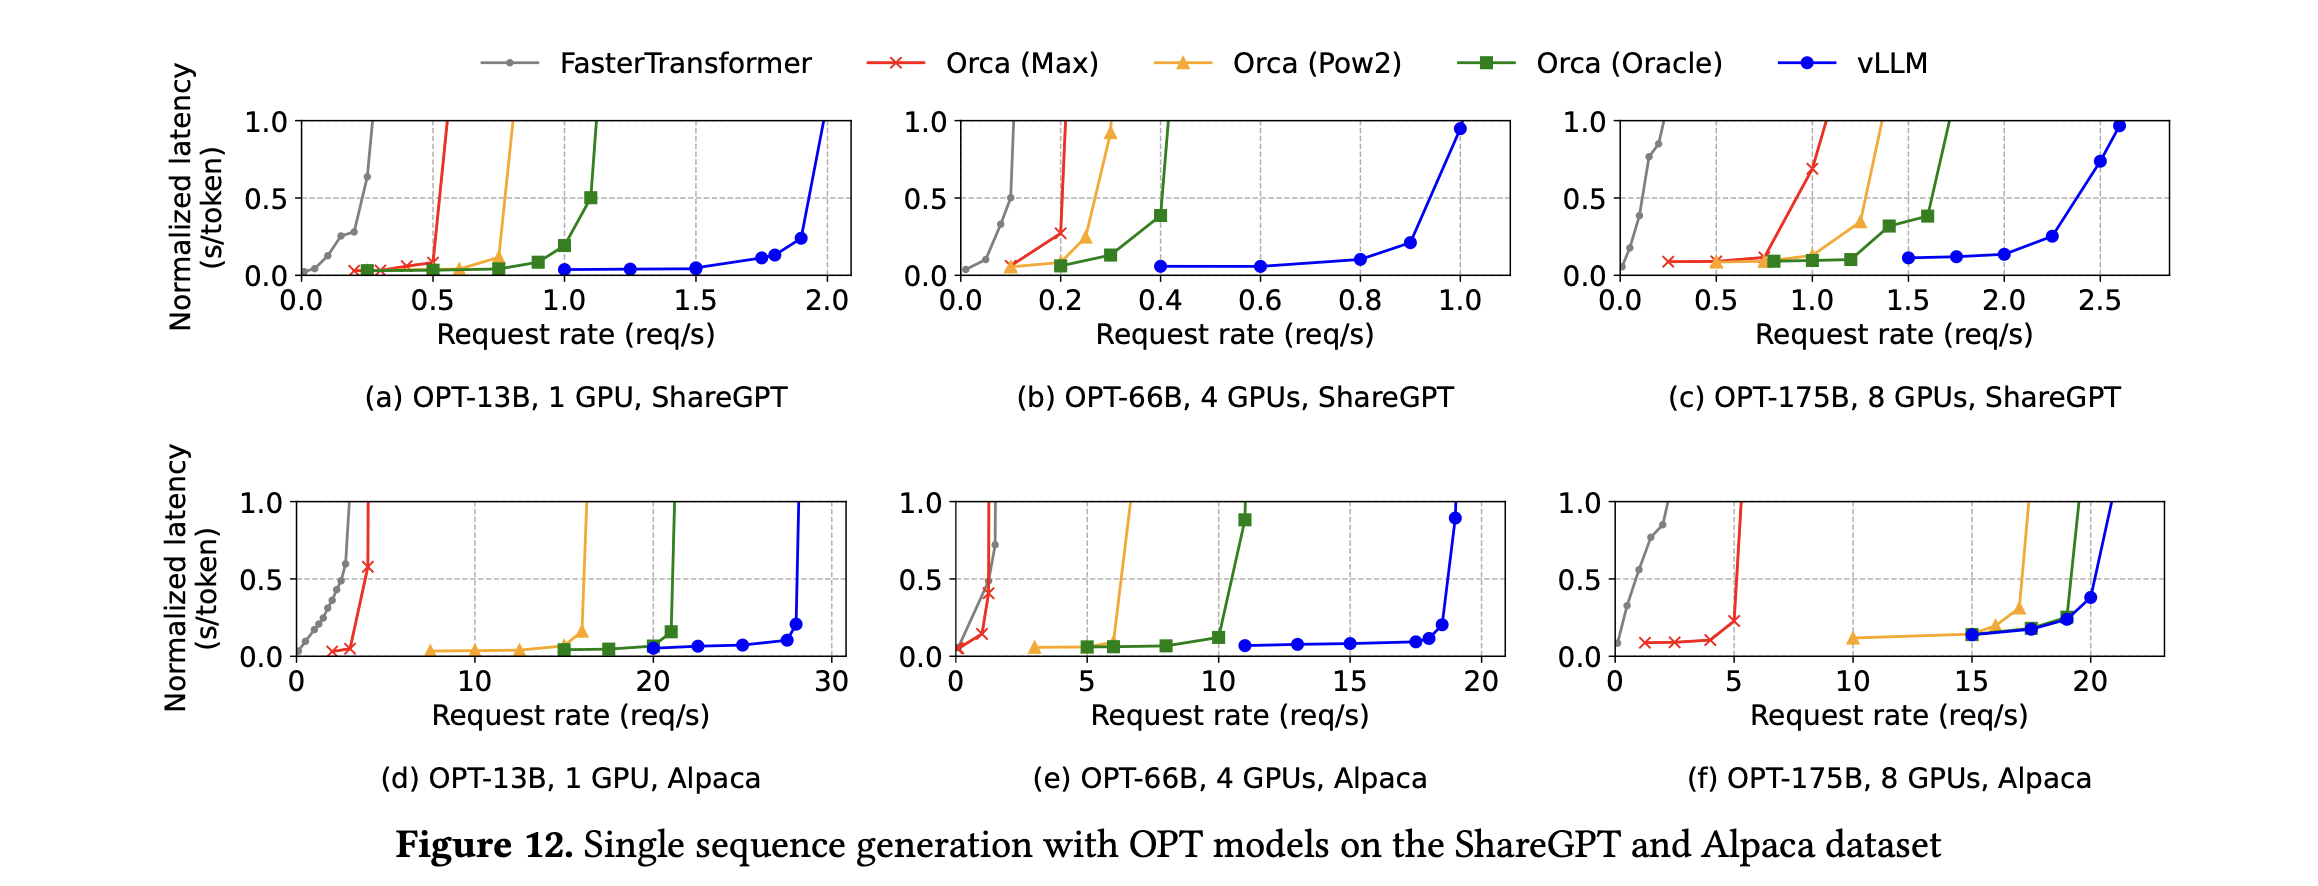 FasterTransformer Orca (Max) Orca (Pow2) Orca (Oracle) vLLM
Normalized latency
(s/token)
1.0
0.5
0.0
0.0 0.5 1.0 1.5 2.0
Request rate (req/s)
(a) OPT-13B, 1 GPU, ShareGPT
1.0
0.5
0.0
0.0 0.2 0.4 0.6 0.8 1.0
Request rate (req/s)
(b) OPT-66B, 4 GPUs, ShareGPT
1.0
0.5
0.0
0.0 0.5 1.0 1.5 2.0 2.5
Request rate (req/s)
(c) OPT-175B, 8 GPUs, ShareGPT
Normalized latency
(s/token)
1.0
0.5
0.0
0 10 20 30
Request rate (req/s)
(d) OPT-13B, 1 GPU, Alpaca
1.0
0.5
0.0
0 5 10 15 20
Request rate (req/s)
(e) OPT-66B, 4 GPUs, Alpaca
1.0
0.5
0.0
0 5 10 15 20
Request rate (req/s)
(f) OPT-175B, 8 GPUs, Alpaca
Figure 12. Single sequence generation with OPT models on the ShareGPT and Alpaca dataset